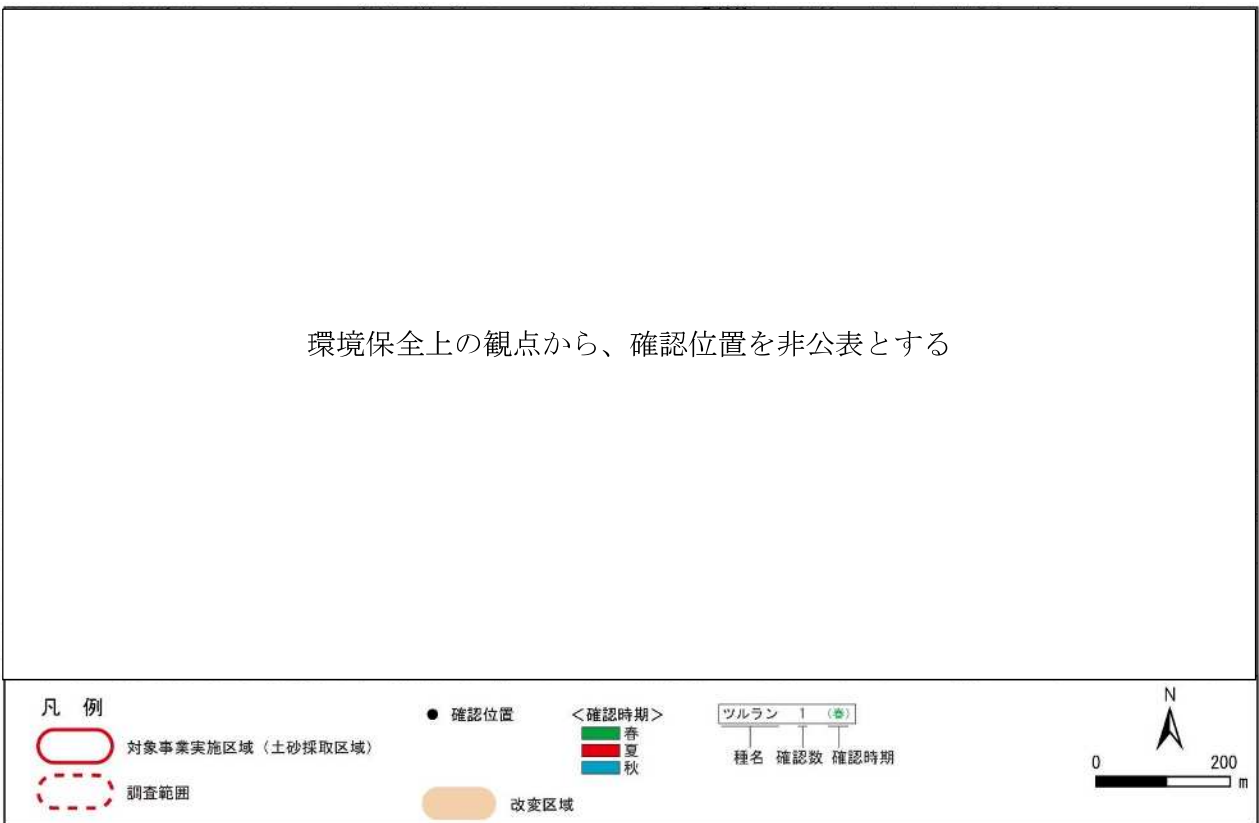 環境保全上の観点から、確認位置を非公表とする
凡 例
対象事業実施区域（土砂採取区域）
調査範囲
● 確認位置
＜確認時期＞
春
夏
秋
改変区域
ツルラン 1 (春)
種名 確認数 確認時期
N
0 200
m